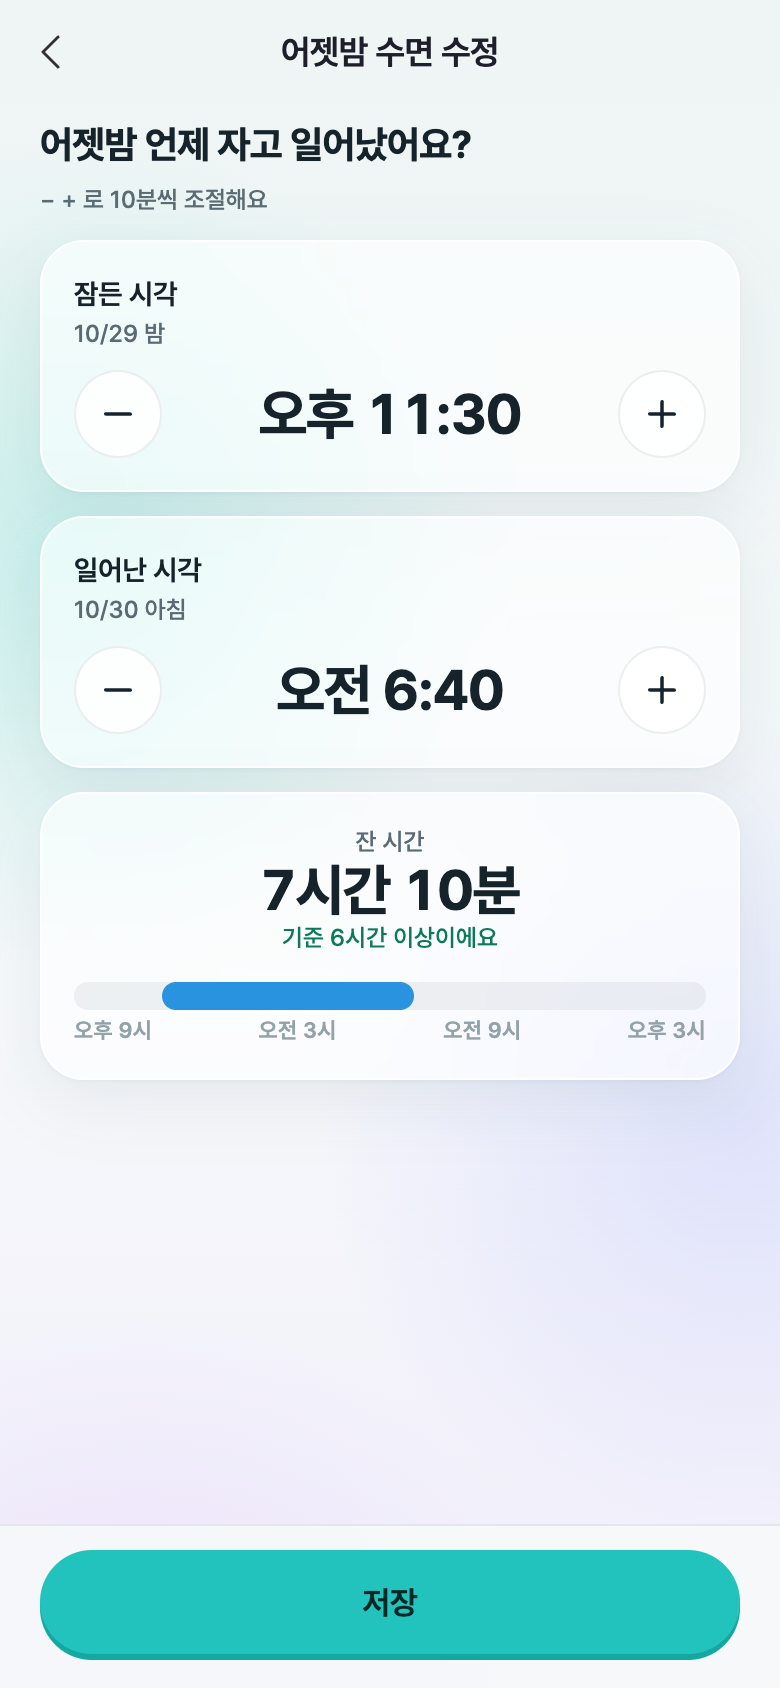 어젯밤 수면 수정
어젯밤 언제 자고 일어났어요?
− + 로 10분씩 조절해요
잠든 시각
10/29 밤
− 오후 11:30 +
일어난 시각
10/30 아침
− 오전 6:40 +
잔 시간
7시간 10분
기준 6시간 이상이에요
오후 9시 오전 3시 오전 9시 오후 3시
저장